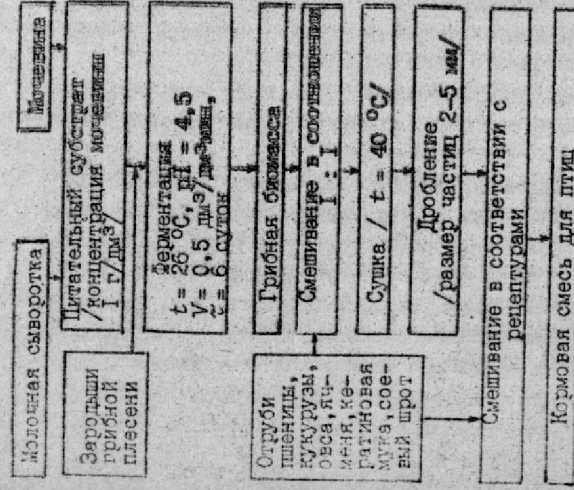 Молочная сыворотка
Мочевина
Питательный субстрат
/концентрация мочевины
1 г/дм³/
Зародыши
грибной
плесени
Ферментация
t = 26 °С, pH = 4,5
V = 0,5 дм³/дм³мин,
τ = 6 суток
Грибная биомасса
Отруби
пшеницы,
кукурузы,
овса, яч-
меня, ке-
ратиновая
мука, сое-
вый шрот
Смешивание в соотношении
1 : 1
Сушка / t = 40 °С/
Дробление
/размер частиц 2-5 мм/
Смешивание в соответствии с
рецептурами
Кормовая смесь для птиц